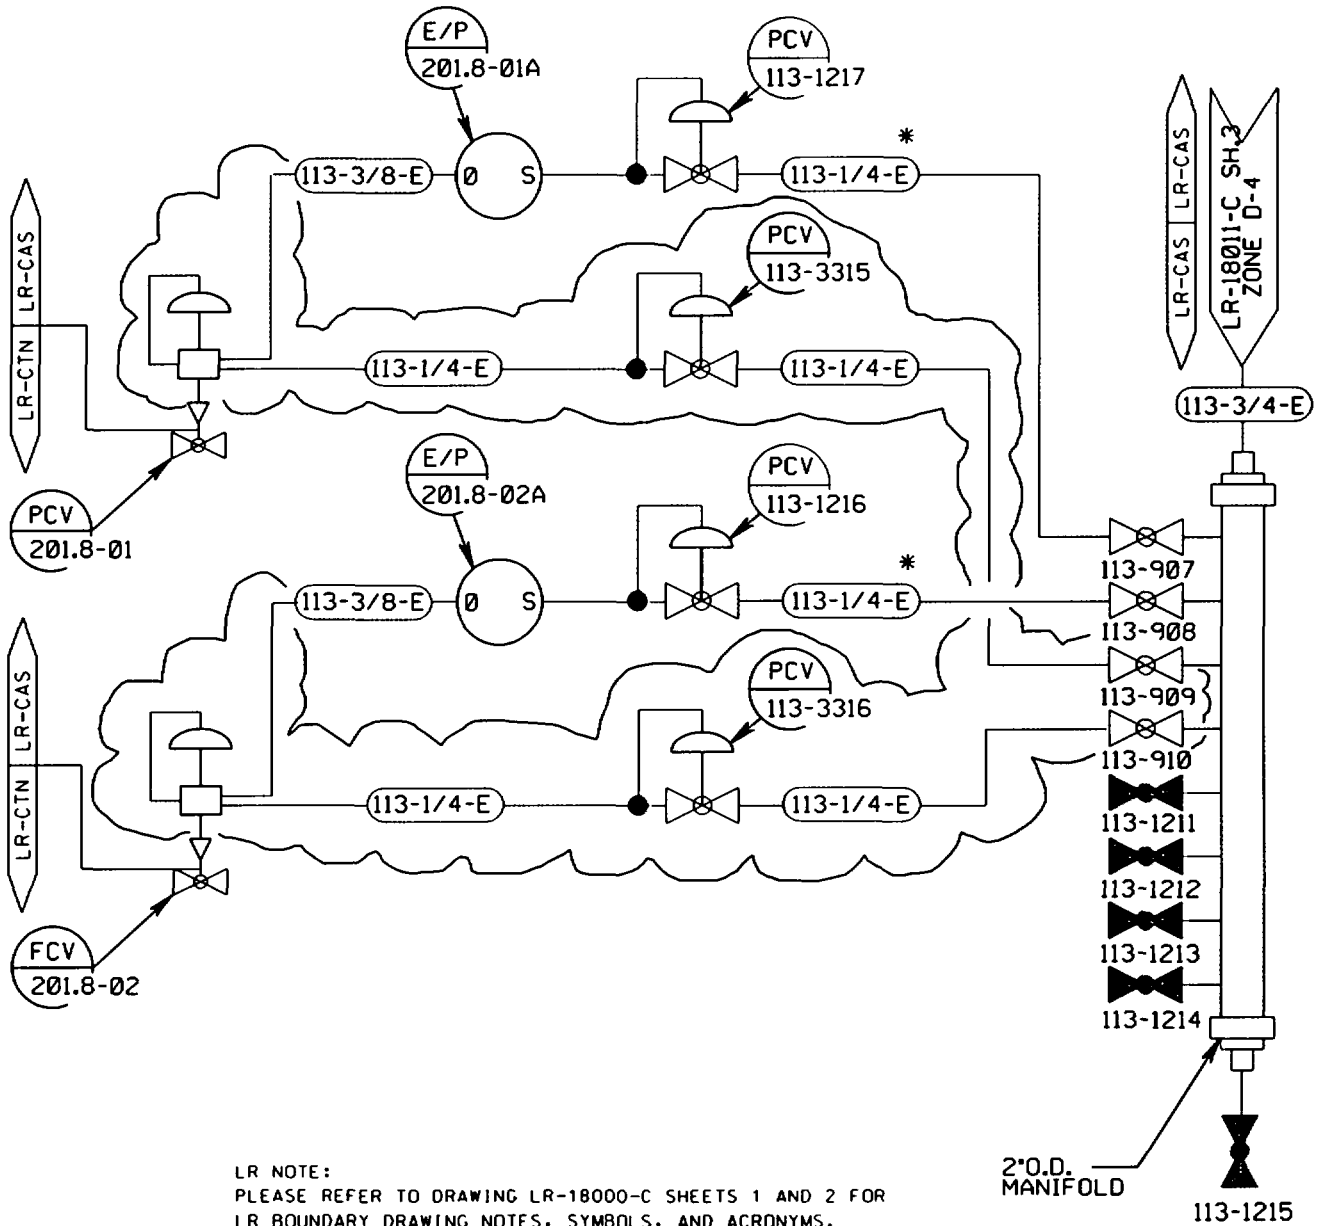 E/P
201.8-01A
PCV
113-1217
*
113-3/8-E
Ø S
113-1/4-E
PCV
113-3315
113-1/4-E
113-1/4-E
LR-CTN LR-CAS
PCV
201.8-01
LR-CAS LR-CAS
LR-18011-C SH.3
ZONE D-4
113-3/4-E
E/P
201.8-02A
PCV
113-1216
*
113-3/8-E
Ø S
113-1/4-E
PCV
113-3316
113-1/4-E
113-1/4-E
LR-CTN LR-CAS
FCV
201.8-02
113-907
113-908
113-909
113-910
113-1211
113-1212
113-1213
113-1214
2"O.D.
MANIFOLD
113-1215
LR NOTE:
PLEASE REFER TO DRAWING LR-18000-C SHEETS 1 AND 2 FOR
LR BOUNDARY DRAWING NOTES, SYMBOLS, AND ACRONYMS.